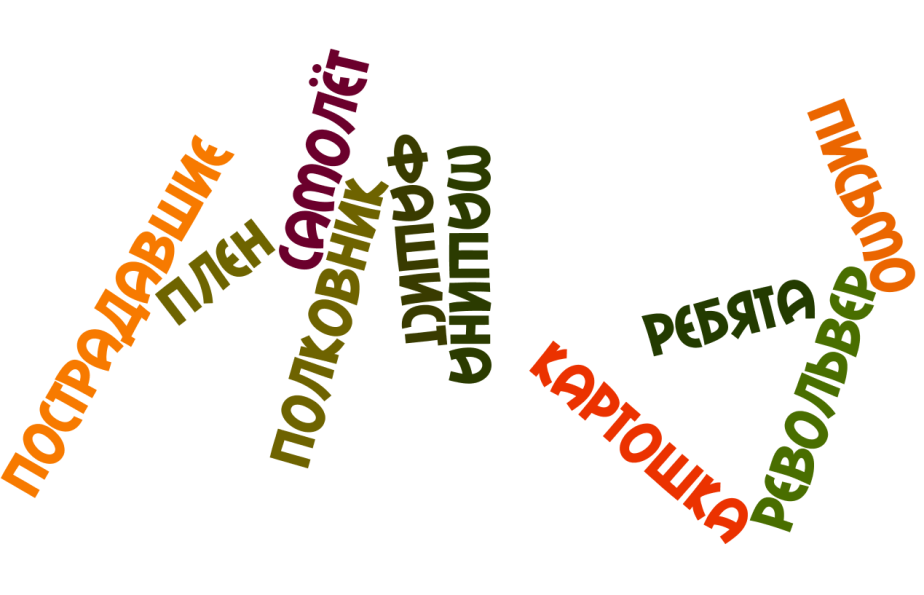 ПОСТРАДАВШИЕ
ПЛЕН
САМОЛЁТ
ПОЛКОВНИК
ФАШИСТ
МАШИНА
ПИСЬМО
РЕБЯТА
РЕВОЛЬВЕР
КАРТОШКА